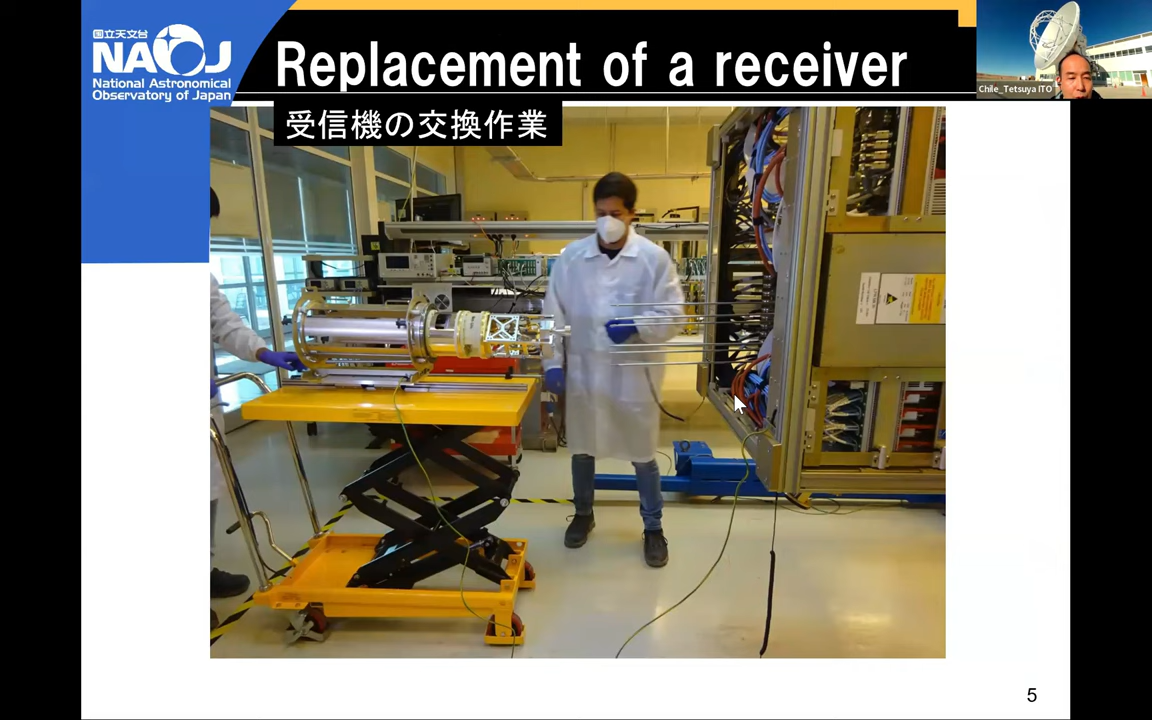 国立天文台
NAOJ
National Astronomical
Observatory of Japan
Replacement of a receiver
受信機の交換作業
Chile_Tetsuya ITO
5